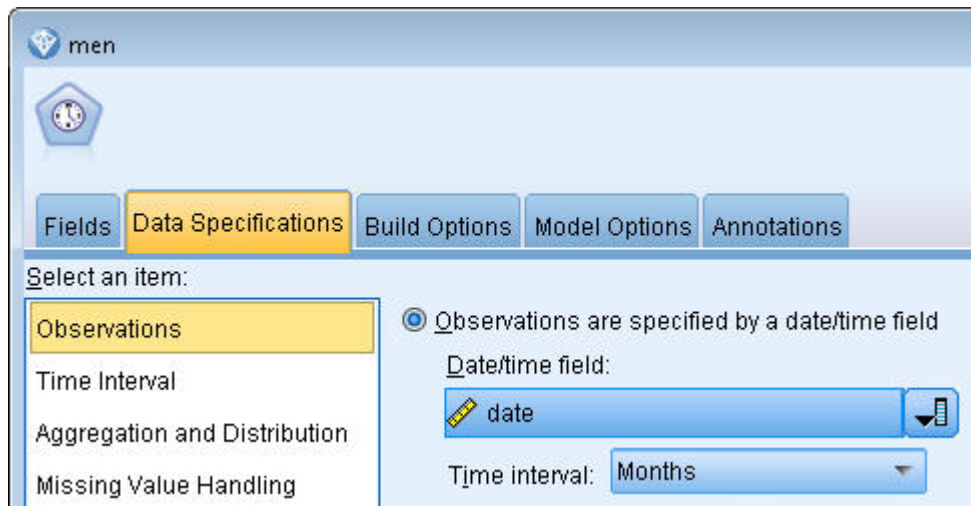 men
Fields Data Specifications Build Options Model Options Annotations
Select an item:
Observations
Time Interval
Aggregation and Distribution
Missing Value Handling
Observations are specified by a date/time field
Date/time field:
date
Time interval: Months